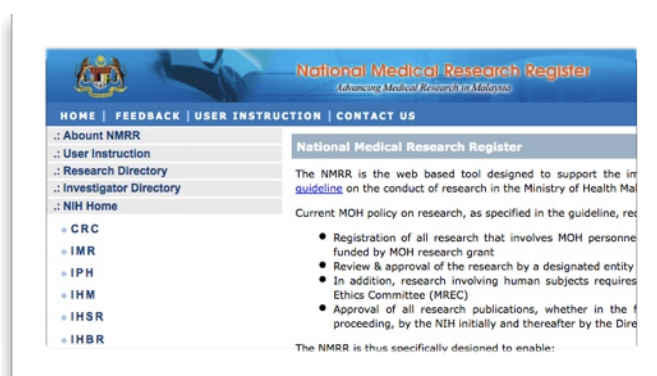 National Medical Research Register
Advancing Medical Research in Malaysia
HOME | FEEDBACK | USER INSTRUCTION | CONTACT US
.: Abount NMRR
.: User Instruction
.: Research Directory
.: Investigator Directory
.: NIH Home
CRC
IMR
IPH
IHM
IHSR
IHBR
National Medical Research Register
The NMRR is the web based tool designed to support the im
guideline on the conduct of research in the Ministry of Health Mal
Current MOH policy on research, as specified in the guideline, rec
Registration of all research that involves MOH personne
funded by MOH research grant
Review & approval of the research by a designated entity
In addition, research involving human subjects requires
Ethics Committee (MREC)
Approval of all research publications, whether in the f
proceeding, by the NIH initially and thereafter by the Dire
The NMRR is thus specifically designed to enable: